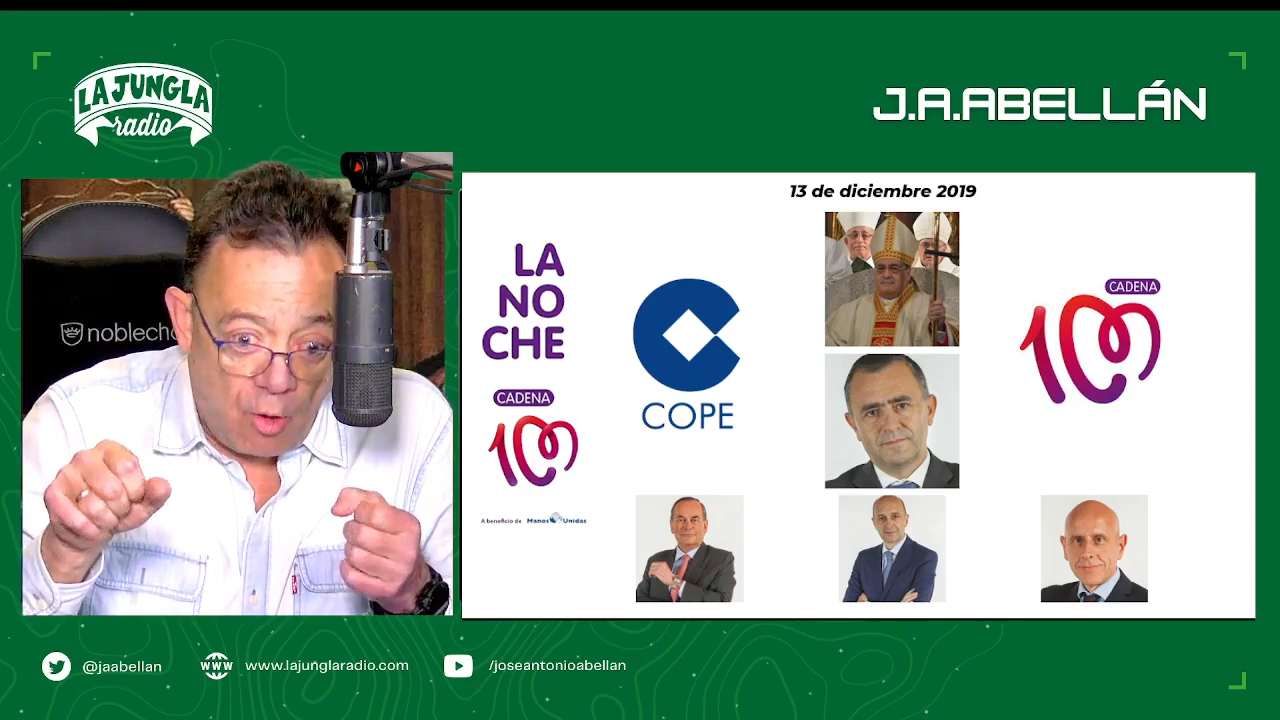 LA JUNGLA
radio
J.A.ABELLÁN
13 de diciembre 2019
LA
NO
CHE
CADENA
100
A beneficio de Manos Unidas
COPE
CADENA
100
noblecha
@jaabellan
www
www.lajunglaradio.com
/joseantonioabellan